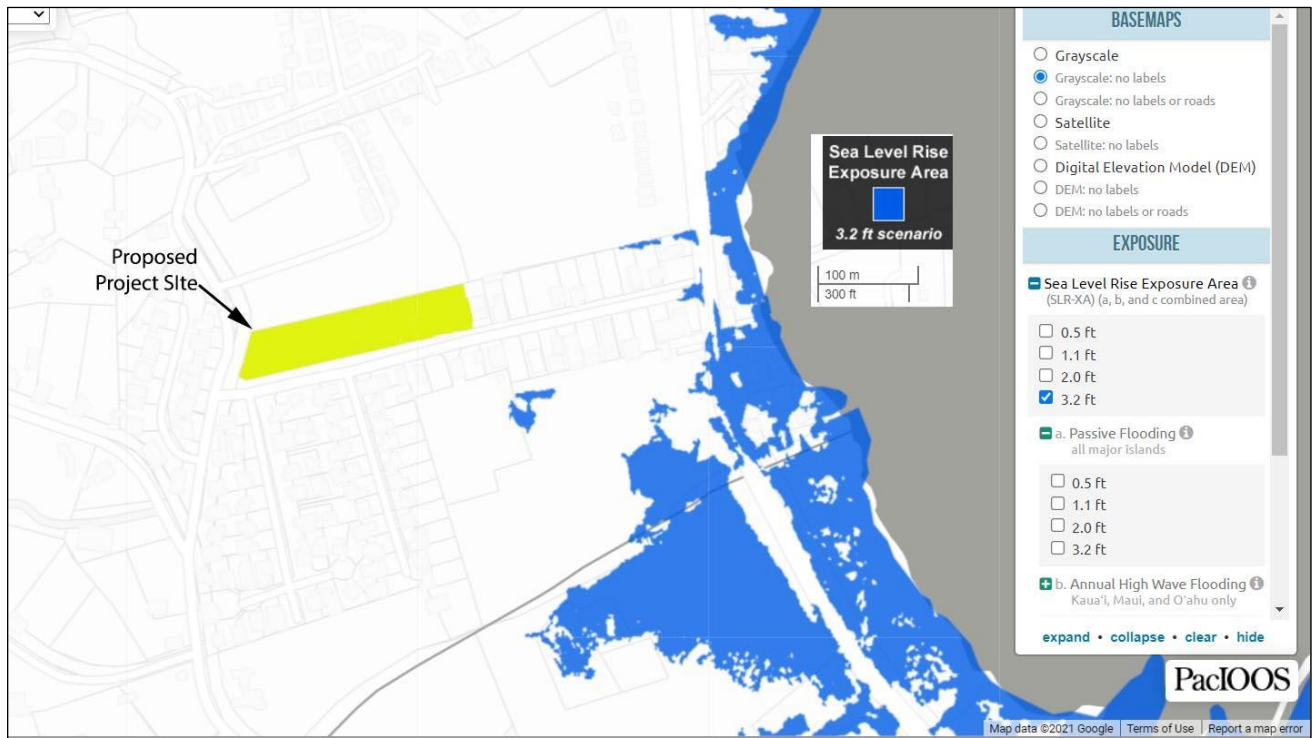 Proposed
Project SIte
Sea Level Rise
Exposure Area
3.2 ft scenario
100 m
300 ft
BASEMAPS
Grayscale
Grayscale: no labels
Grayscale: no labels or roads
Satellite
Satellite: no labels
Digital Elevation Model (DEM)
DEM: no labels
DEM: no labels or roads
EXPOSURE
Sea Level Rise Exposure Area
(SLR-XA) (a, b, and c combined area)
0.5 ft
1.1 ft
2.0 ft
3.2 ft
a. Passive Flooding
all major islands
0.5 ft
1.1 ft
2.0 ft
3.2 ft
b. Annual High Wave Flooding
Kauaʻi, Maui, and Oʻahu only
expand • collapse • clear • hide
PacIOOS
Map data ©2021 Google Terms of Use Report a map error